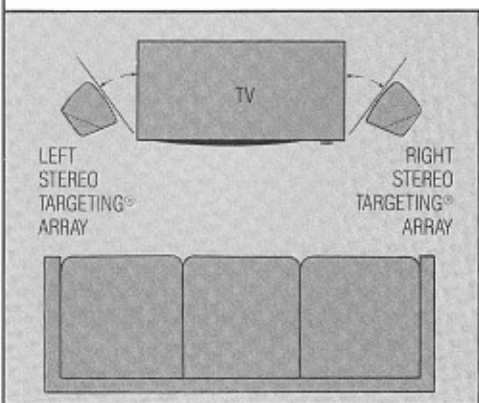 TV
LEFT
STEREO
TARGETING®
ARRAY
RIGHT
STEREO
TARGETING®
ARRAY